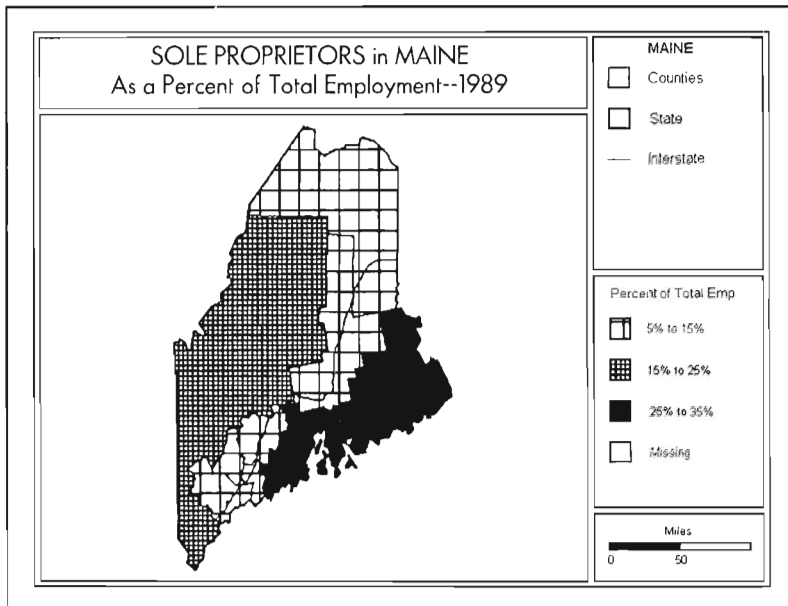 SOLE PROPRIETORS in MAINE
As a Percent of Total Employment--1989
MAINE
Counties
State
Interstate
Percent of Total Emp
5% to 15%
15% to 25%
25% to 35%
Missing
Miles
0 50